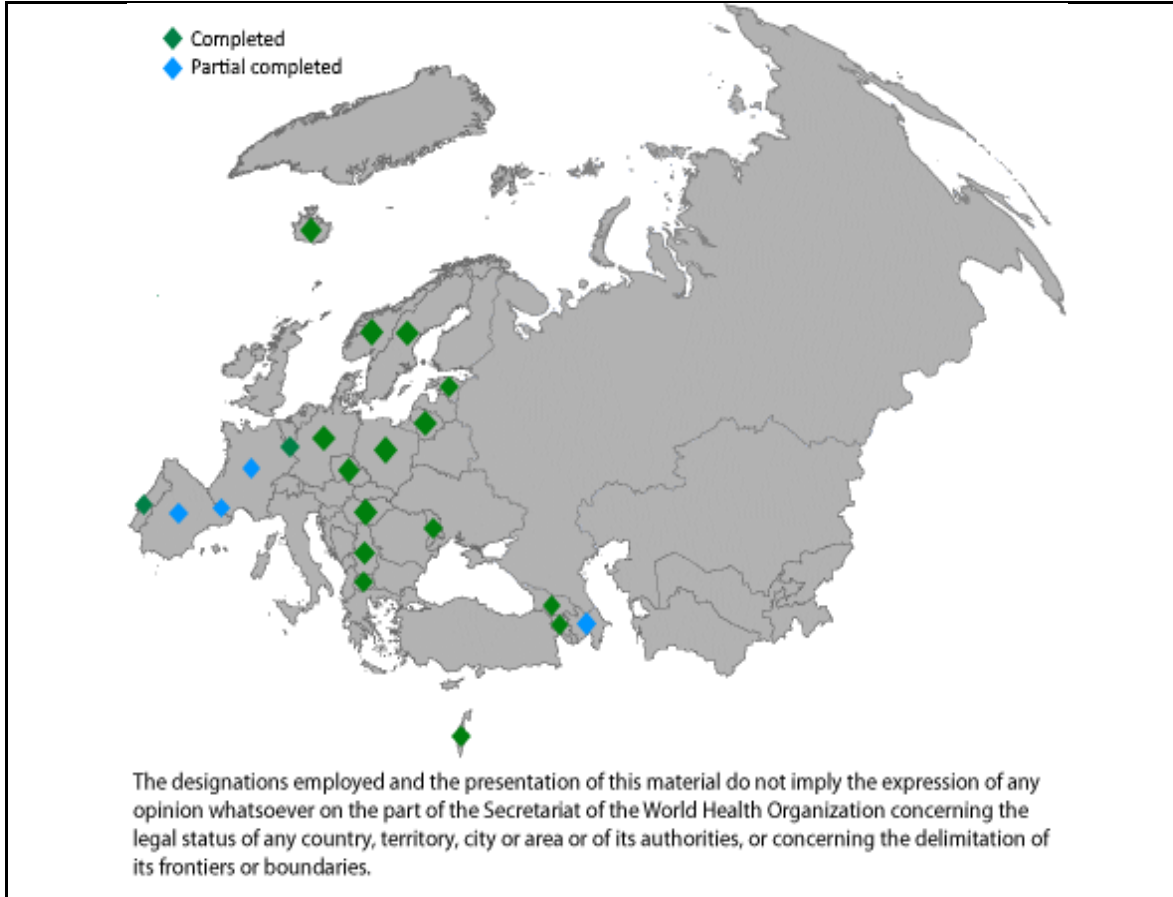 Completed
Partial completed
The designations employed and the presentation of this material do not imply the expression of any
opinion whatsoever on the part of the Secretariat of the World Health Organization concerning the
legal status of any country, territory, city or area or of its authorities, or concerning the delimitation of
its frontiers or boundaries.